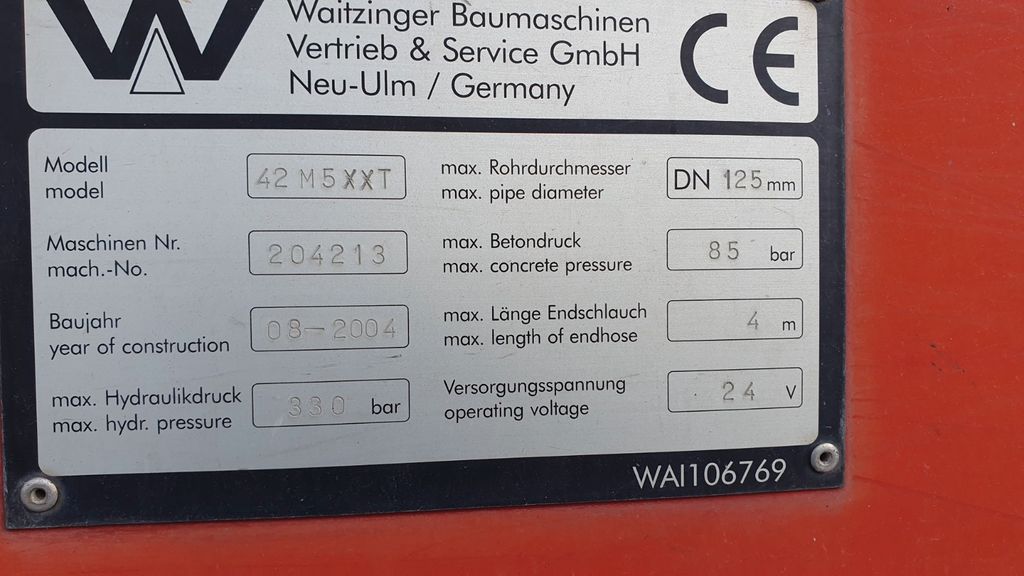 Waitzinger Baumaschinen
Vertrieb & Service GmbH
Neu-Ulm / Germany
CE
Modell
model
42 M5XXT
Maschinen Nr.
mach.-No.
204213
Baujahr
year of construction
08-2004
max. Hydraulikdruck
max. hydr. pressure
330 bar
max. Rohrdurchmesser
max. pipe diameter
DN 125 mm
max. Betondruck
max. concrete pressure
85 bar
max. Länge Endschlauch
max. length of endhose
4 m
Versorgungsspannung
operating voltage
24 V
WAI106769